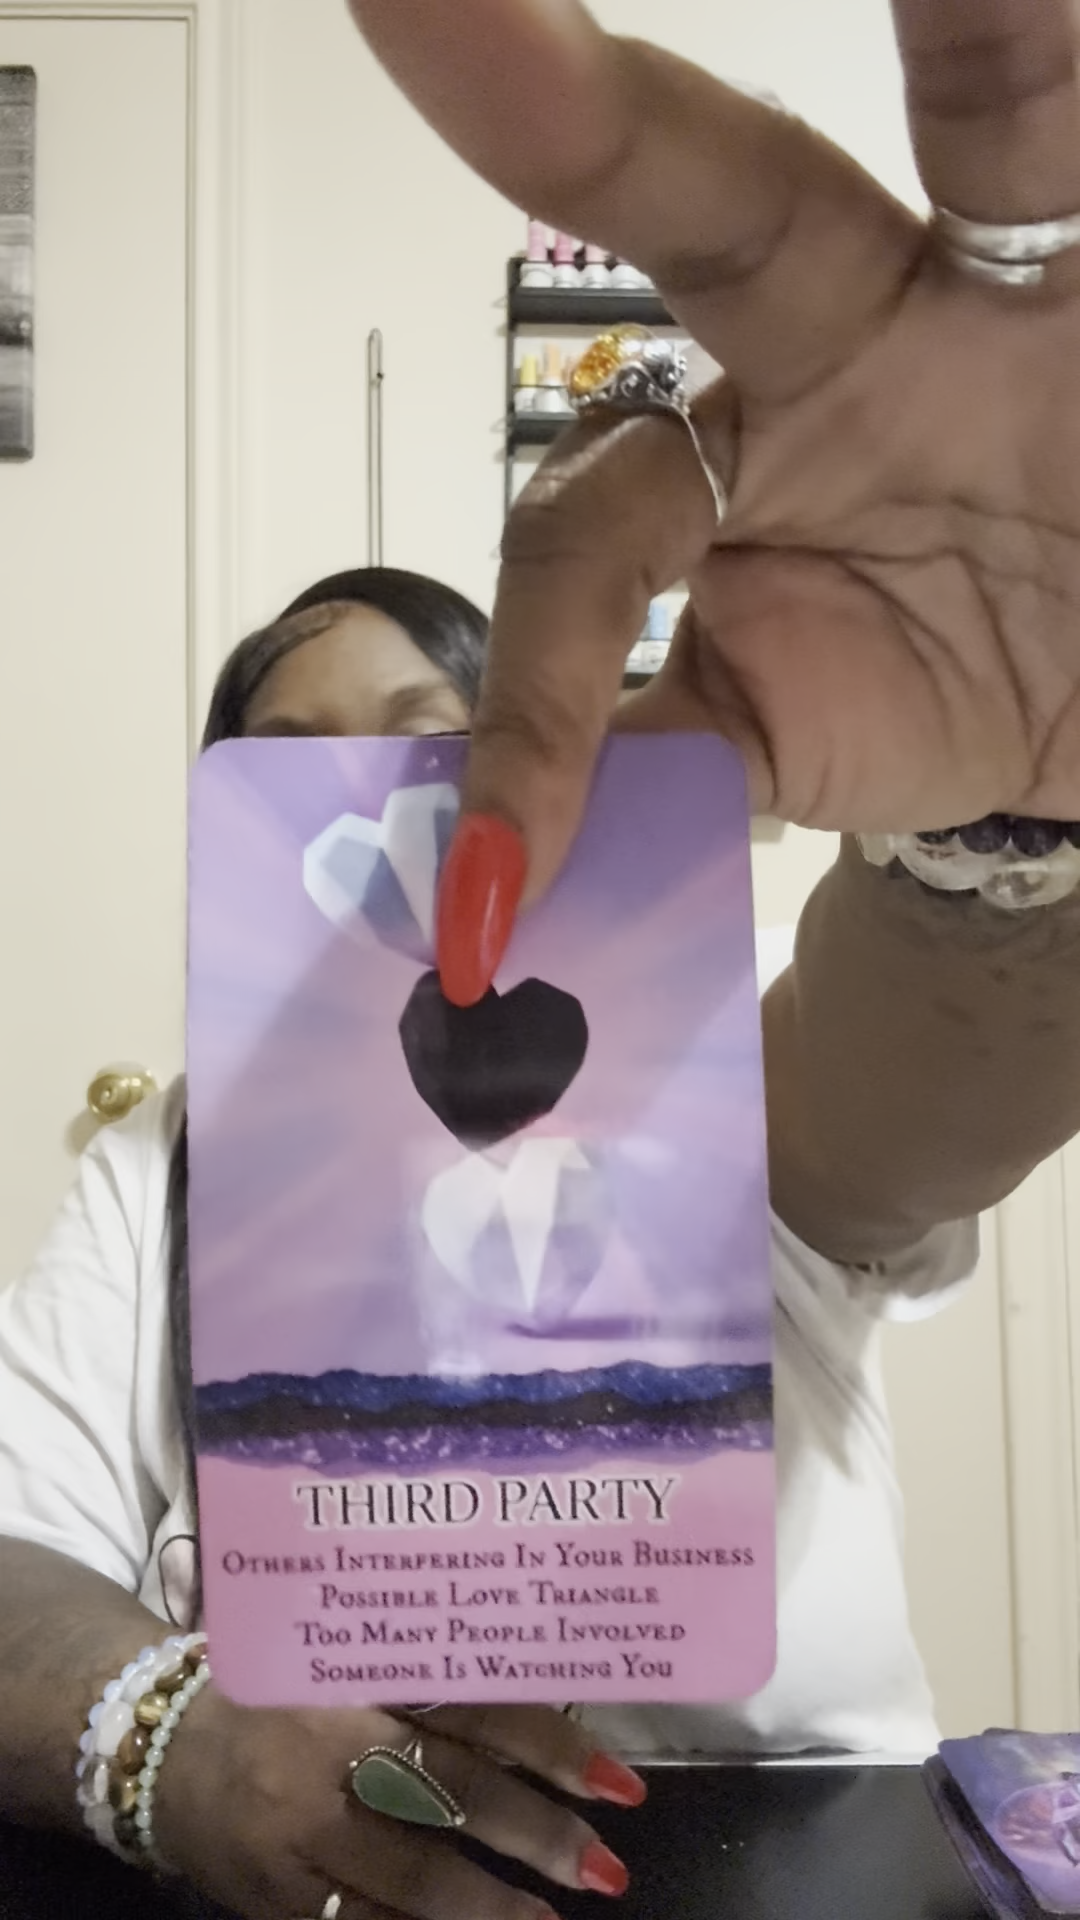 THIRD PARTY
OTHERS INTERFERING IN YOUR BUSINESS
POSSIBLE LOVE TRIANGLE
TOO MANY PEOPLE INVOLVED
SOMEONE IS WATCHING YOU